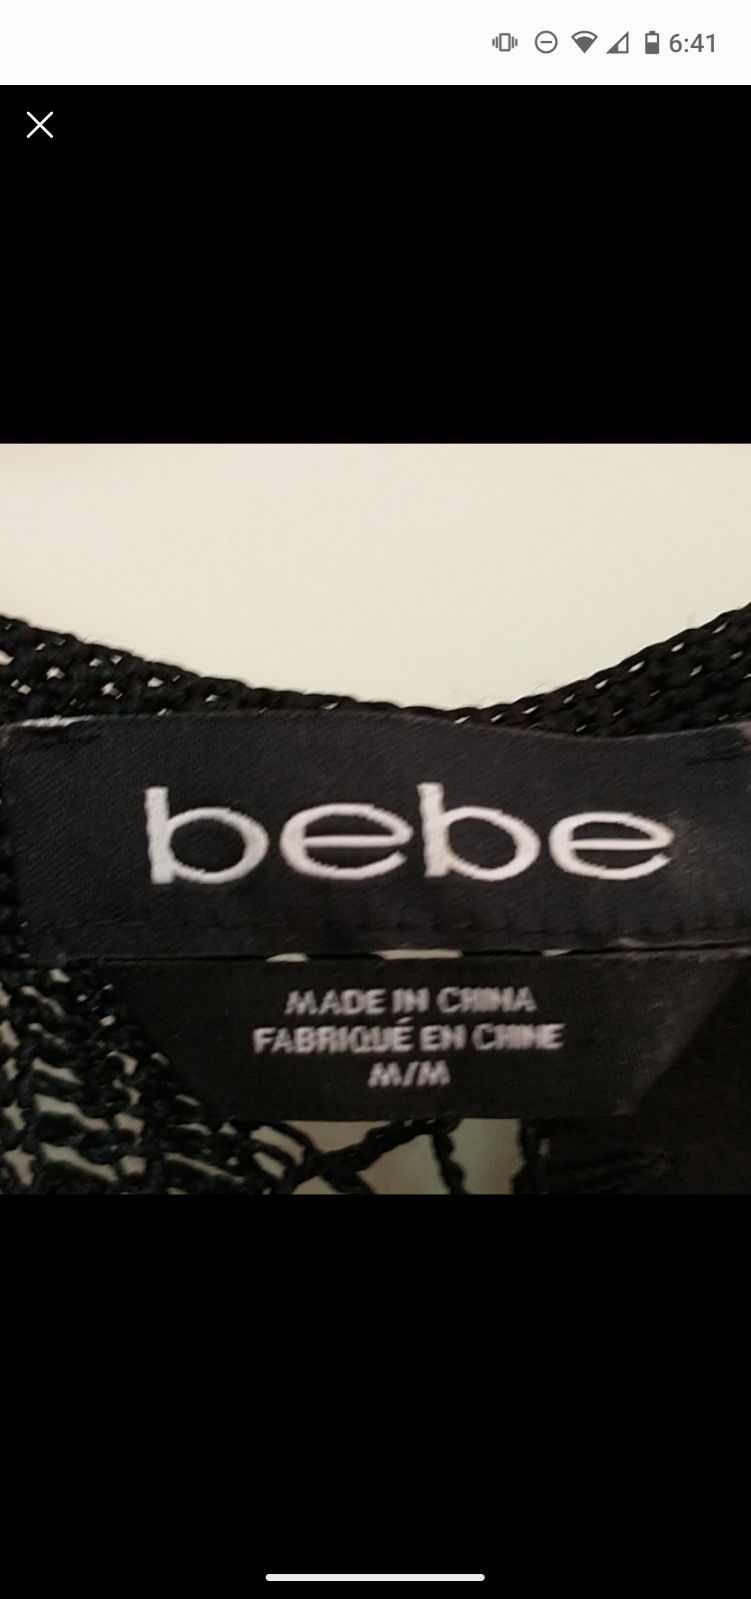 6:41
bebe
MADE IN CHINA
FABRIQUÉ EN CHINE
M/M